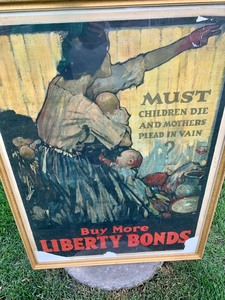 MUST
CHILDREN DIE
AND MOTHERS
PLEAD IN VAIN
?
Buy More
LIBERTY BONDS